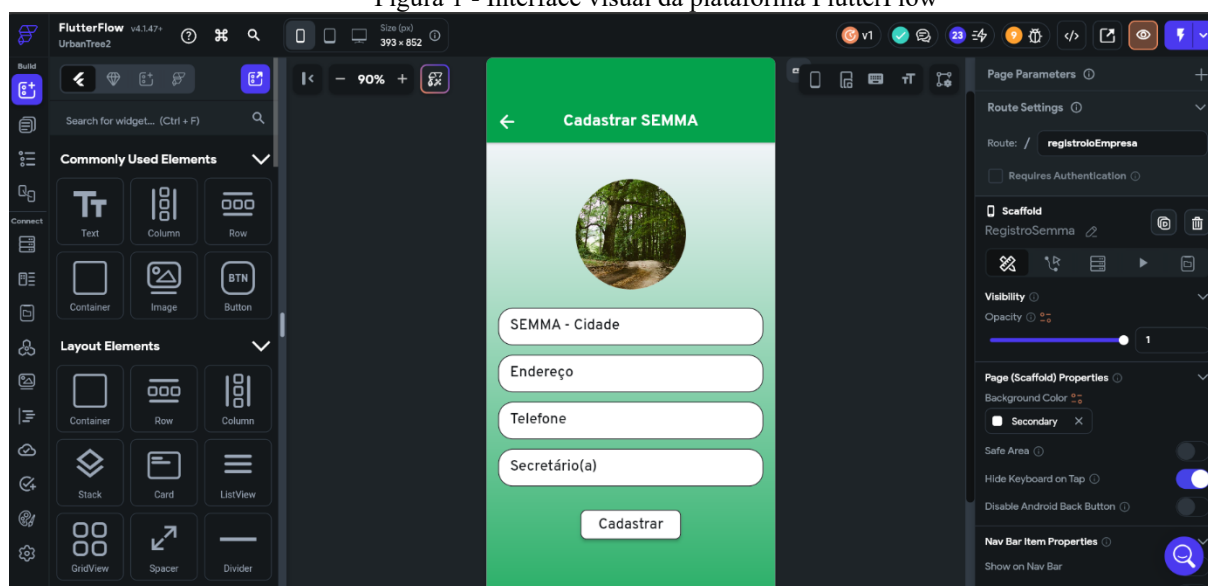 Figura 1 - Interface visual da plataforma FlutterFlow
FlutterFlow v4.1.47+
UrbanTree2
Size (px)
393 × 852
v1
23
9
Build
Search for widget... (Ctrl + F)
Commonly Used Elements
Text
Column
Row
Container
Image
BTN
Button
Connect
Layout Elements
Container
Row
Column
Stack
Card
ListView
GridView
Spacer
Divider
90%
Cadastrar SEMMA
SEMMA - Cidade
Endereço
Telefone
Secretário(a)
Cadastrar
Page Parameters
Route Settings
Route: / registroloEmpresa
Requires Authentication
Scaffold
RegistroSemma
Visibility
Opacity
1
Page (Scaffold) Properties
Background Color
Secondary
Safe Area
Hide Keyboard on Tap
Disable Android Back Button
Nav Bar Item Properties
Show on Nav Bar